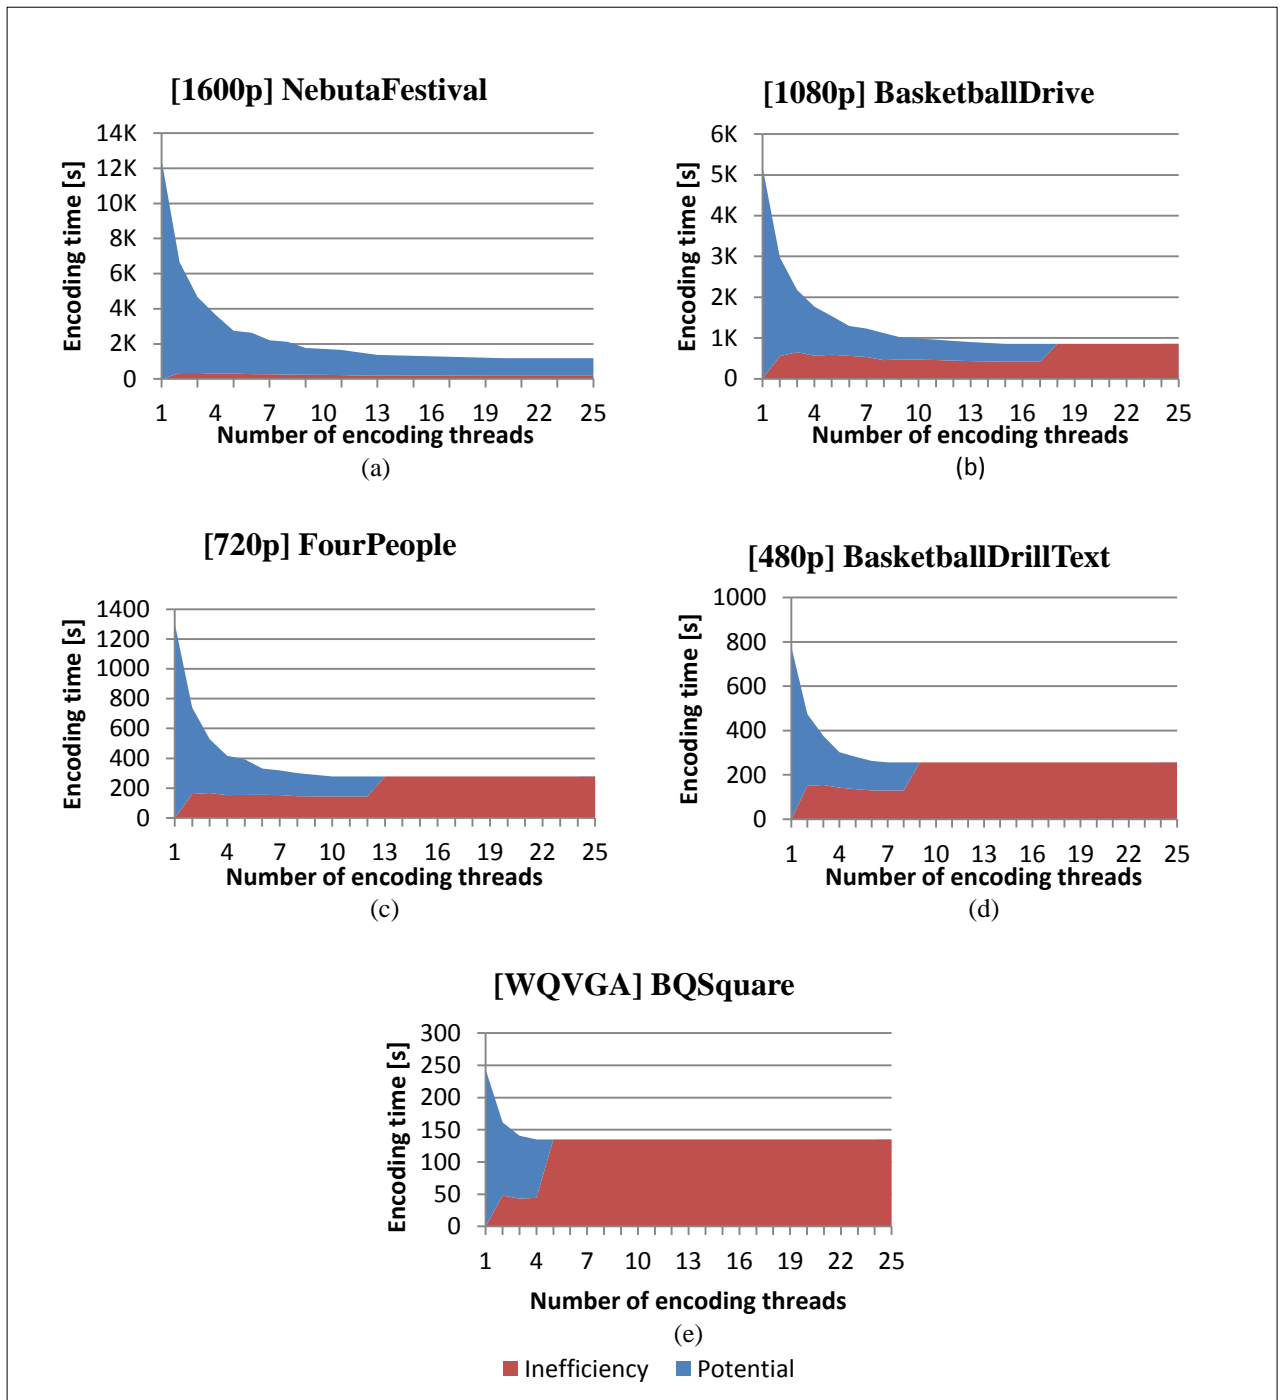 [1600p] NebutaFestival
Encoding time [s]
14K
12K
10K
8K
6K
4K
2K
0
1 4 7 10 13 16 19 22 25
Number of encoding threads
(a)
[1080p] BasketballDrive
Encoding time [s]
6K
5K
4K
3K
2K
1K
0
1 4 7 10 13 16 19 22 25
Number of encoding threads
(b)
[720p] FourPeople
Encoding time [s]
1400
1200
1000
800
600
400
200
0
1 4 7 10 13 16 19 22 25
Number of encoding threads
(c)
[480p] BasketballDrillText
Encoding time [s]
1000
800
600
400
200
0
1 4 7 10 13 16 19 22 25
Number of encoding threads
(d)
[WQVGA] BQSquare
Encoding time [s]
300
250
200
150
100
50
0
1 4 7 10 13 16 19 22 25
Number of encoding threads
(e)
Inefficiency Potential